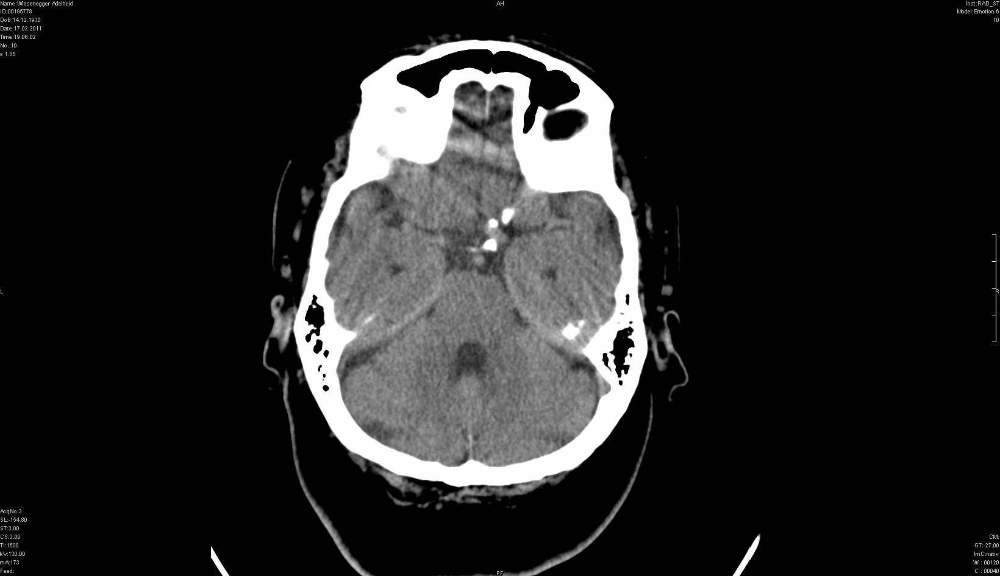 Name:Wiesenegger Adelheid
ID:00195778
DoB:14.12.1930
Date:17.02.2011
Time:19:06:02
No.:10
x 1.85
AH
Inst:RAD_ST
Model:Emotion 6
10
L
R
AcqNo:3
SL:-154.80
ST:3.00
CS:3.00
TI:1500
kV:130.00
mA:173
Feed:
PF
CM:
GT:-27.00
ImC:nativ
W : 00120
C : 00040